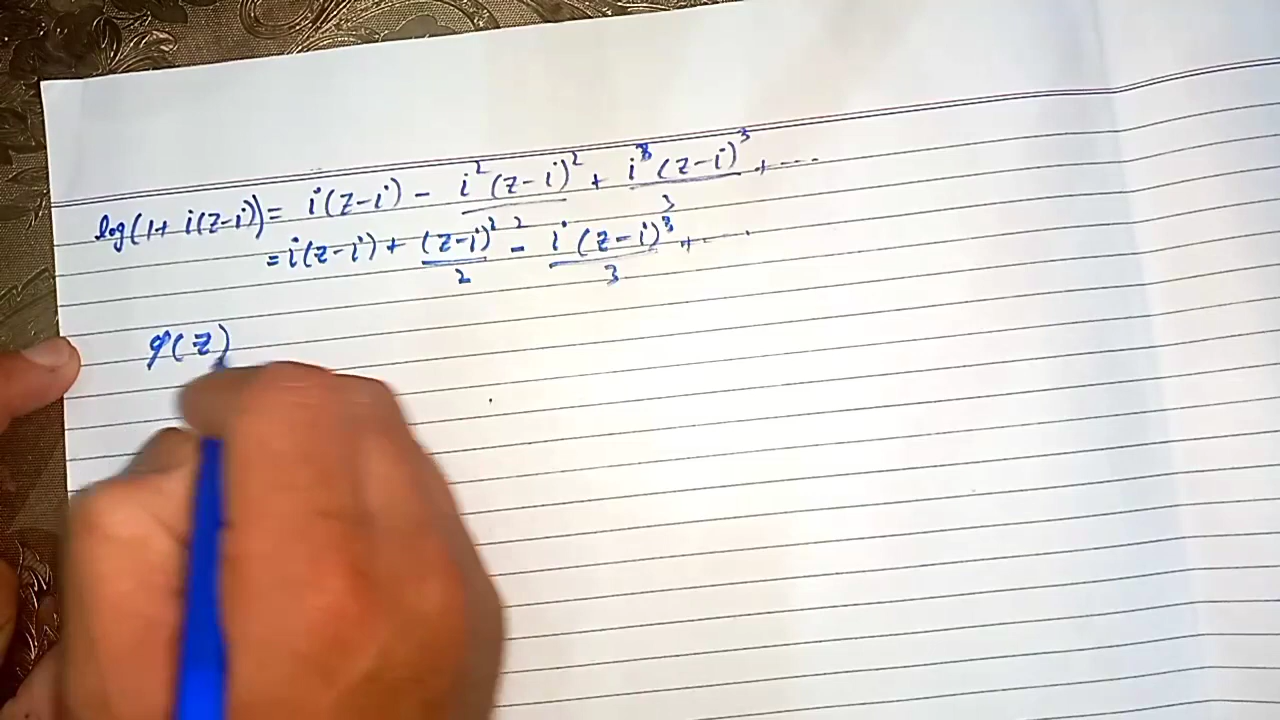 log(1+ i(z-i)) = i(z-i) - i²(z-i)²/2 + i³(z-i)³/3 + ....
= i(z-i) + (z-i)²/2 - i(z-i)³/3 + ....
φ(z)